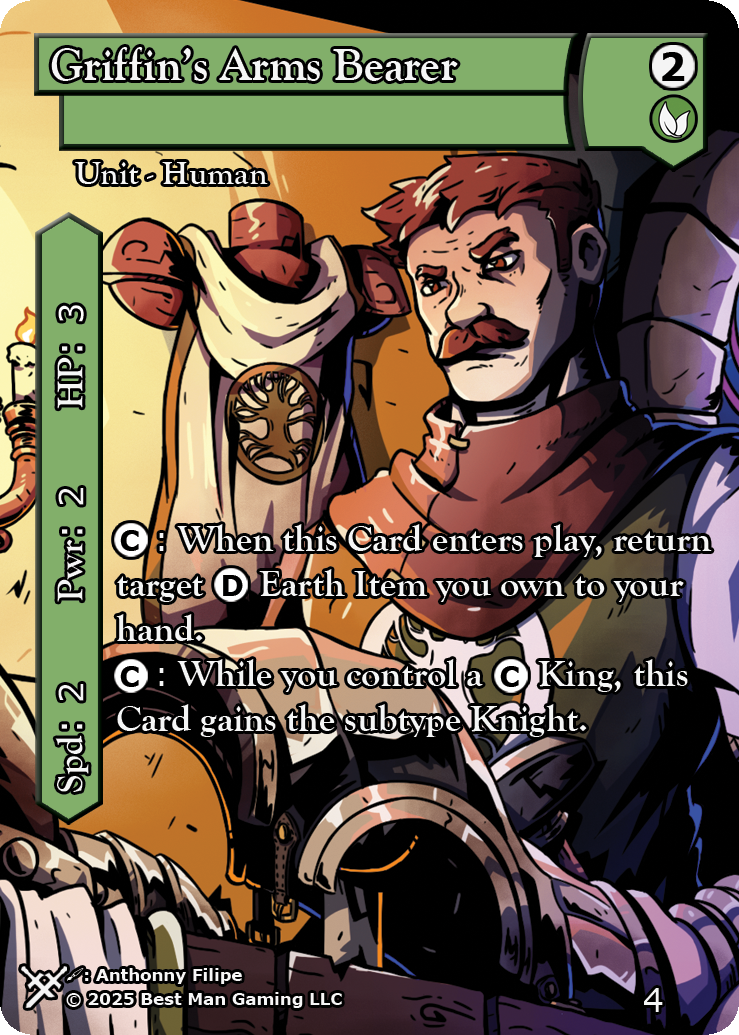 Griffin's Arms Bearer
2
Unit - Human
HP: 3
Pwr: 2
Spd: 2
C : When this Card enters play, return
target D Earth Item you own to your
hand.
C : While you control a C King, this
Card gains the subtype Knight.
: Anthonny Filipe
© 2025 Best Man Gaming LLC
4